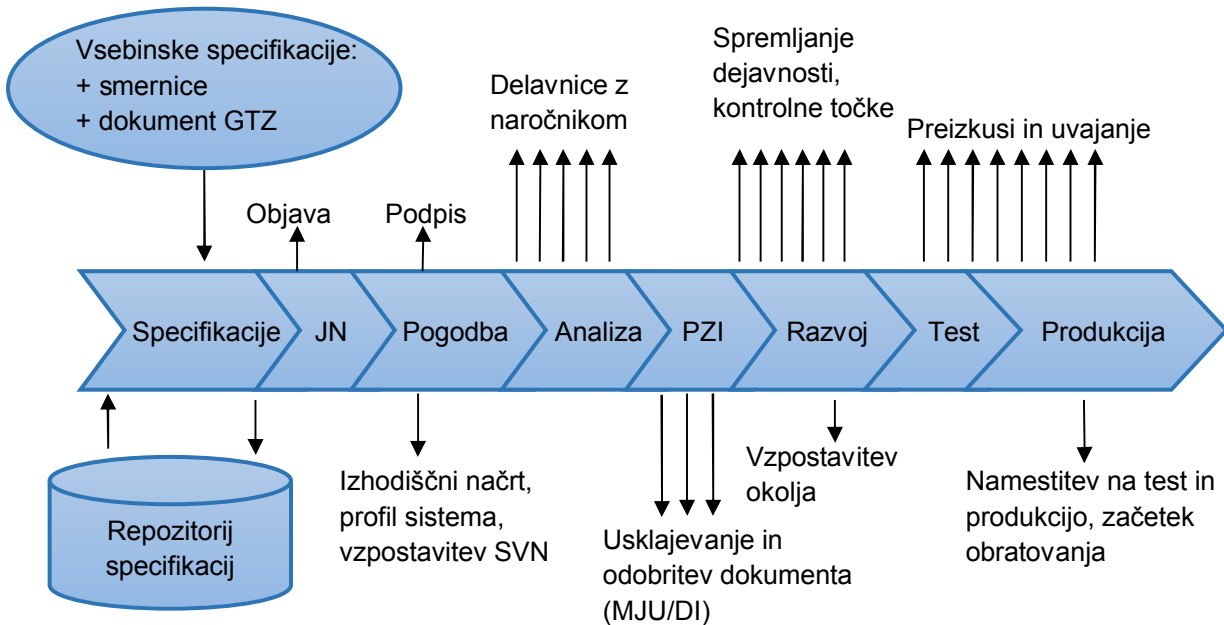 Vsebinske specifikacije:
+ smernice
+ dokument GTZ
Objava
Podpis
Delavnice z
naročnikom
Spremljanje
dejavnosti,
kontrolne točke
Preizkusi in uvajanje
Specifikacije
JN
Pogodba
Analiza
PZI
Razvoj
Test
Produkcija
Repozitorij
specifikacij
Izhodiščni načrt,
profil sistema,
vzpostavitev SVN
Usklajevanje in
odobritev dokumenta
(MJU/DI)
Vzpostavitev
okolja
Namestitev na test in
produkcijo, začetek
obratovanja